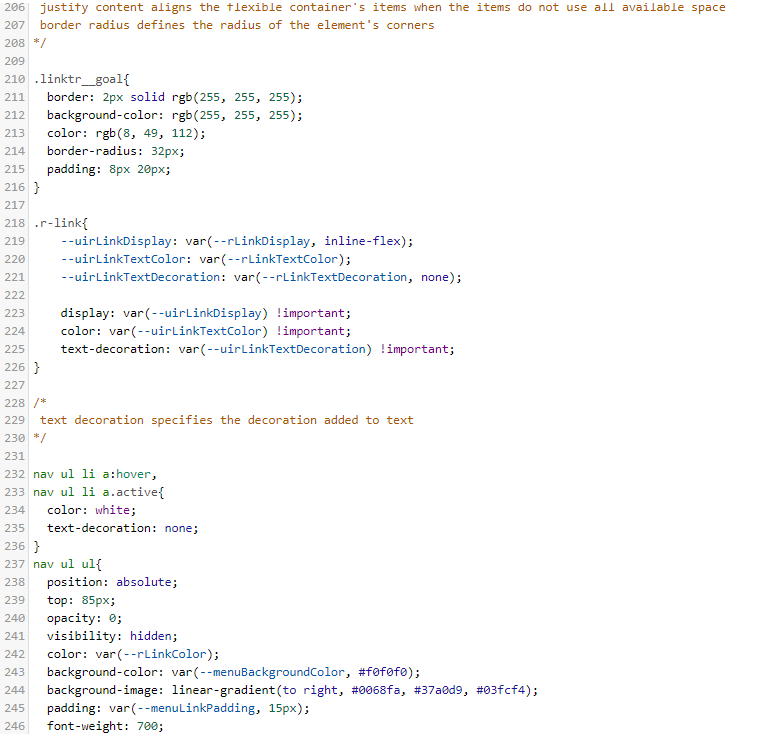 206 justify content aligns the flexible container's items when the items do not use all available space
207 border radius defines the radius of the element's corners
208 */
209
210 .linktr__goal{
211 border: 2px solid rgb(255, 255, 255);
212 background-color: rgb(255, 255, 255);
213 color: rgb(8, 49, 112);
214 border-radius: 32px;
215 padding: 8px 20px;
216 }
217
218 .r-link{
219 --uirLinkDisplay: var(--rLinkDisplay, inline-flex);
220 --uirLinkTextColor: var(--rLinkTextColor);
221 --uirLinkTextDecoration: var(--rLinkTextDecoration, none);
222
223 display: var(--uirLinkDisplay) !important;
224 color: var(--uirLinkTextColor) !important;
225 text-decoration: var(--uirLinkTextDecoration) !important;
226 }
227
228 /*
229 text decoration specifies the decoration added to text
230 */
231
232 nav ul li a:hover,
233 nav ul li a.active{
234 color: white;
235 text-decoration: none;
236 }
237 nav ul ul{
238 position: absolute;
239 top: 85px;
240 opacity: 0;
241 visibility: hidden;
242 color: var(--rLinkColor);
243 background-color: var(--menuBackgroundColor, #f0f0f0);
244 background-image: linear-gradient(to right, #0068fa, #37a0d9, #03fcf4);
245 padding: var(--menuLinkPadding, 15px);
246 font-weight: 700;